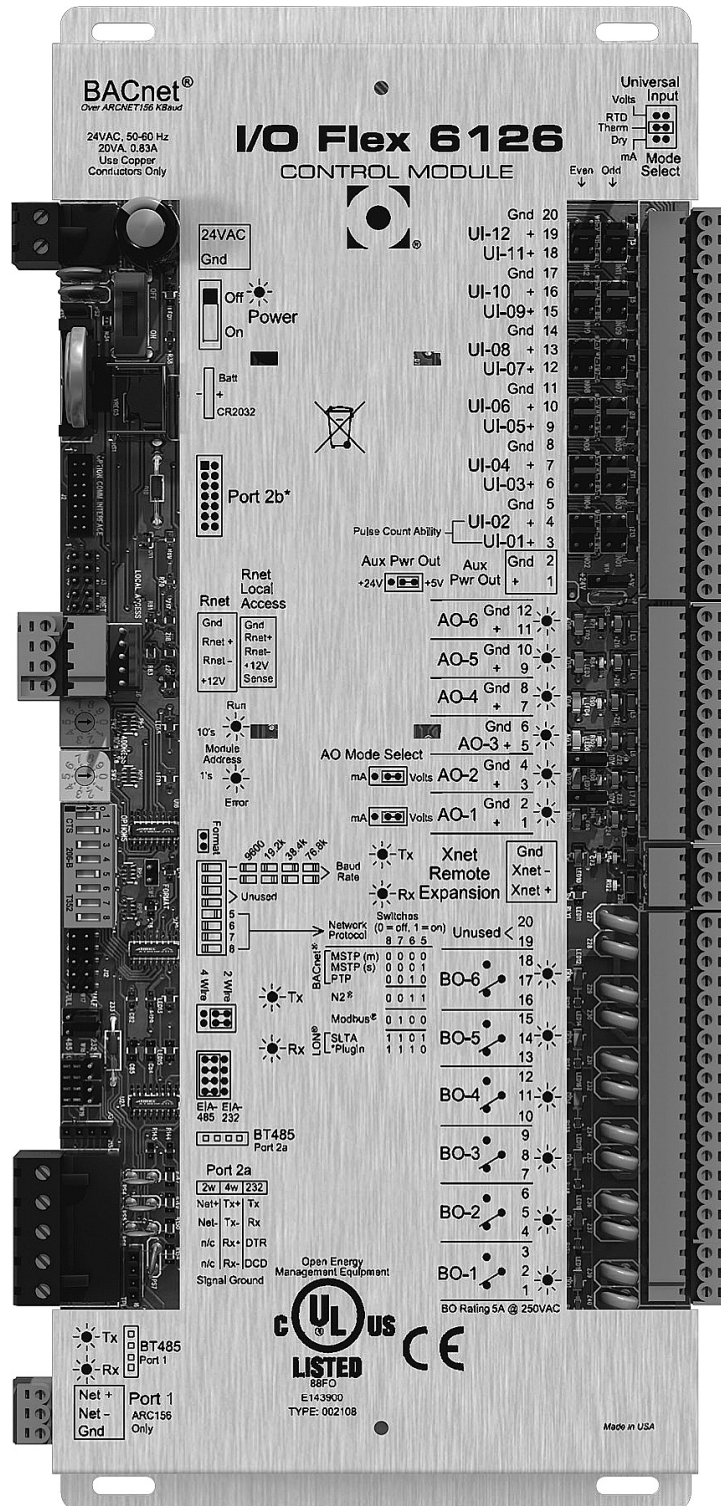 BACnet®
Over ARCNET156 KBaud
24VAC, 50-60 Hz
20VA, 0.83A
Use Copper
Conductors Only
I/O Flex 6126
CONTROL MODULE
Universal
Input
Volts
RTD
Therm
Dry
mA
Mode
Select
Even Odd
24VAC
Gnd
Off
On
Power
OFF
ON
Batt
- +
CR2032
Port 2b*
OPTION COMM INTERFACE
LOCAL ACCESS
Gnd 20
UI-12 + 19
UI-11+ 18
Gnd 17
UI-10 + 16
UI-09+ 15
Gnd 14
UI-08 + 13
UI-07+ 12
Gnd 11
UI-06 + 10
UI-05+ 9
Gnd 8
UI-04 + 7
UI-03+ 6
Gnd 5
Pulse Count Ability
UI-02 + 4
UI-01+ 3
Aux Pwr Out
+24V +5V
Aux
Pwr Out
Gnd 2
+ 1
Rnet
Gnd
Rnet +
Rnet -
+12V
Rnet
Local
Access
Gnd
Rnet+
Rnet-
+12V
Sense
AO-6 Gnd 12
+ 11
AO-5 Gnd 10
+ 9
AO-4 Gnd 8
+ 7
Gnd 6
AO-3 + 5
AO-2 Gnd 4
+ 3
AO-1 Gnd 2
+ 1
Run
10's
Module
Address
1's
Error
AO Mode Select
mA Volts
mA Volts
Format
9600 19.2k 38.4k 76.8k
Baud
Rate
Unused
5
6
7
8
Tx
Rx
Xnet
Remote
Expansion
Gnd
Xnet -
Xnet +
Network
Protocol
Switches
(0 = off, 1 = on)
8 7 6 5
BACnet®
MSTP (m) 0 0 0 0
MSTP (s) 0 0 0 1
PTP 0 0 1 0
N2® 0 0 1 1
Modbus® 0 1 0 0
LON®
SLTA 1 1 0 1
*Plugin 1 1 1 0
4 Wire 2 Wire
Tx
Rx
EIA-
485
EIA-
232
BT485
Port 2a
Port 2a
2w 4w 232
Net+ Tx+ Tx
Net- Tx- Rx
n/c Rx+ DTR
n/c Rx- DCD
Signal Ground
CTS
206-8
T352
Unused < 20
19
18
BO-6 17
16
15
BO-5 14
13
12
BO-4 11
10
9
BO-3 8
7
6
BO-2 5
4
3
BO-1 2
1
BO Rating 5A @ 250VAC
Open Energy
Management Equipment
C UL® US
LISTED
88FO
E143900
TYPE: 002108
CE
Tx
Rx
BT485
Port 1
Net +
Net -
Gnd
Port 1
ARC156
Only
Made in USA